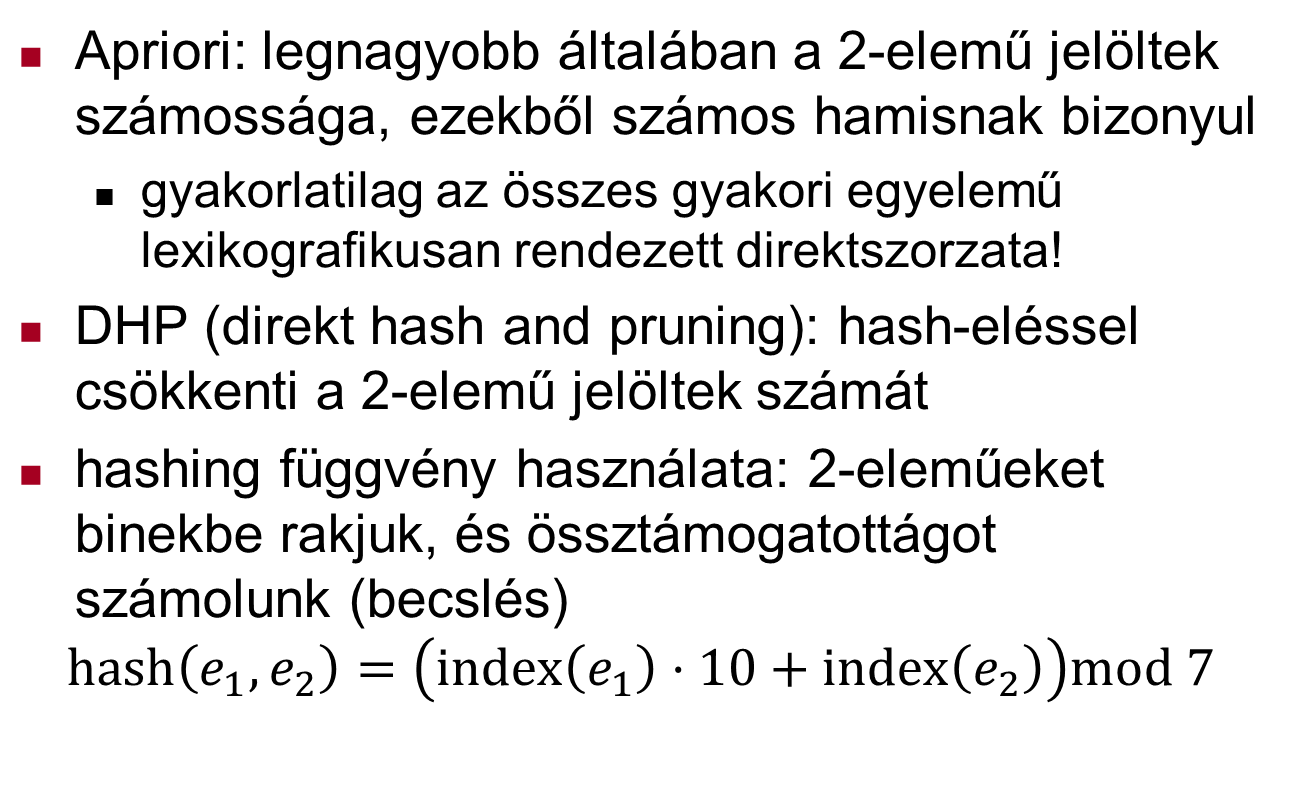 Apriori: legnagyobb általában a 2-elemű jelöltek
számossága, ezekből számos hamisnak bizonyul
gyakorlatilag az összes gyakori egyelemű
lexikografikusan rendezett direktszorzata!
DHP (direkt hash and pruning): hash-eléssel
csökkenti a 2-elemű jelöltek számát
hashing függvény használata: 2-eleműeket
binekbe rakjuk, és össztámogatottágot
számolunk (becslés)
hash(e₁, e₂) = (index(e₁) · 10 + index(e₂))mod 7